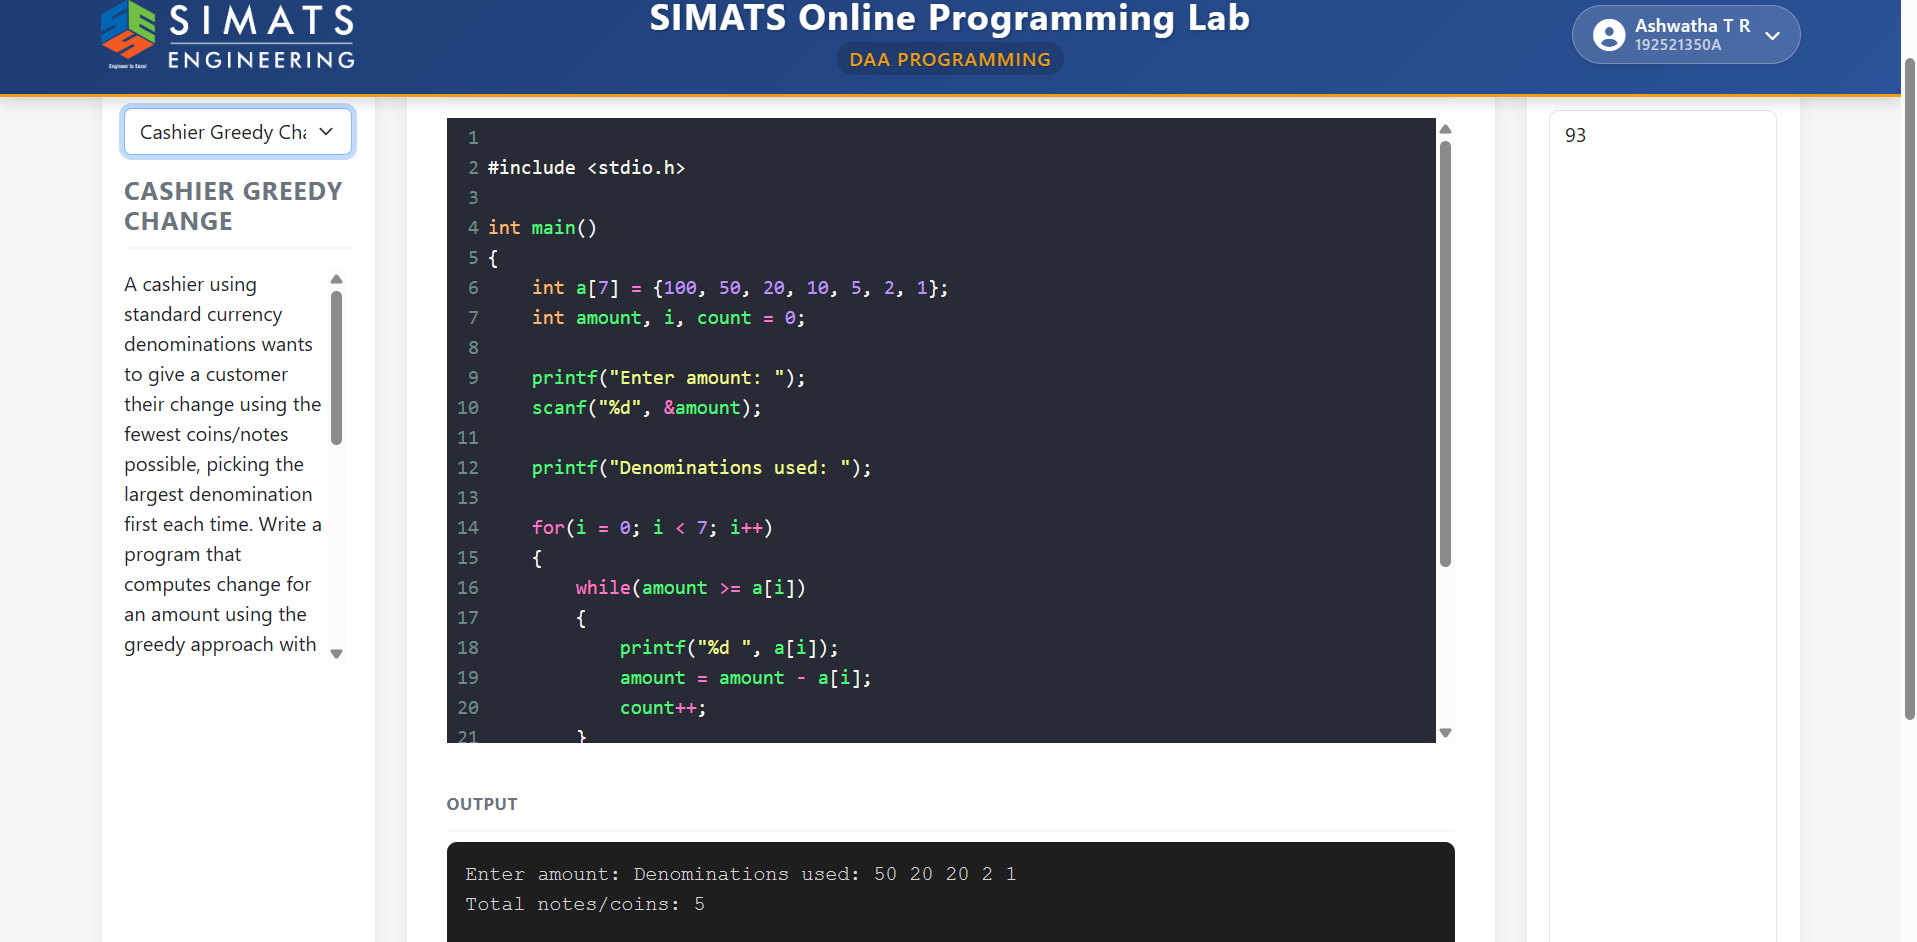 SIMATS
ENGINEERING
Engineer to Excel
SIMATS Online Programming Lab
DAA PROGRAMMING
Ashwatha T R
192521350A
Cashier Greedy Cha
CASHIER GREEDY
CHANGE
A cashier using
standard currency
denominations wants
to give a customer
their change using the
fewest coins/notes
possible, picking the
largest denomination
first each time. Write a
program that
computes change for
an amount using the
greedy approach with
1
2 #include <stdio.h>
3
4 int main()
5 {
6     int a[7] = {100, 50, 20, 10, 5, 2, 1};
7     int amount, i, count = 0;
8
9     printf("Enter amount: ");
10     scanf("%d", &amount);
11
12     printf("Denominations used: ");
13
14     for(i = 0; i < 7; i++)
15     {
16         while(amount >= a[i])
17         {
18             printf("%d ", a[i]);
19             amount = amount - a[i];
20             count++;
21         }
OUTPUT
Enter amount: Denominations used: 50 20 20 2 1
Total notes/coins: 5
93